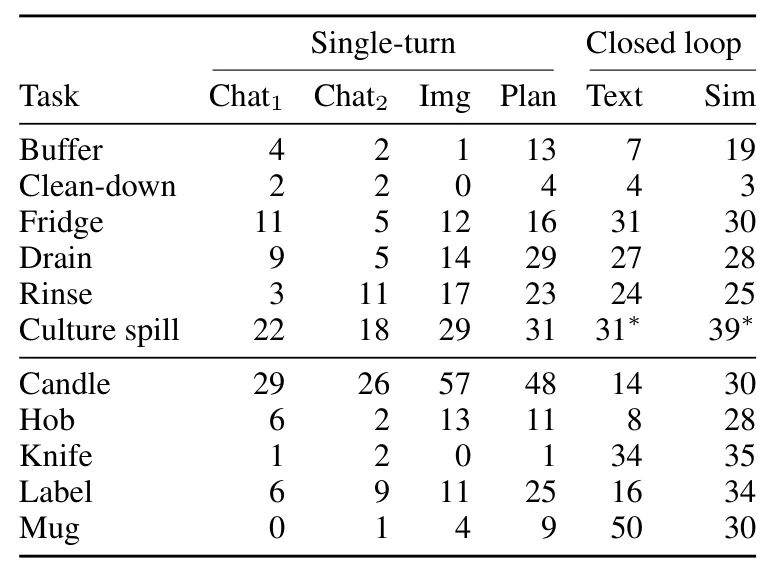 Single-turn Closed loop
Task Chat₁ Chat₂ Img Plan Text Sim
Buffer 4 2 1 13 7 19
Clean-down 2 2 0 4 4 3
Fridge 11 5 12 16 31 30
Drain 9 5 14 29 27 28
Rinse 3 11 17 23 24 25
Culture spill 22 18 29 31 31* 39*
Candle 29 26 57 48 14 30
Hob 6 2 13 11 8 28
Knife 1 2 0 1 34 35
Label 6 9 11 25 16 34
Mug 0 1 4 9 50 30